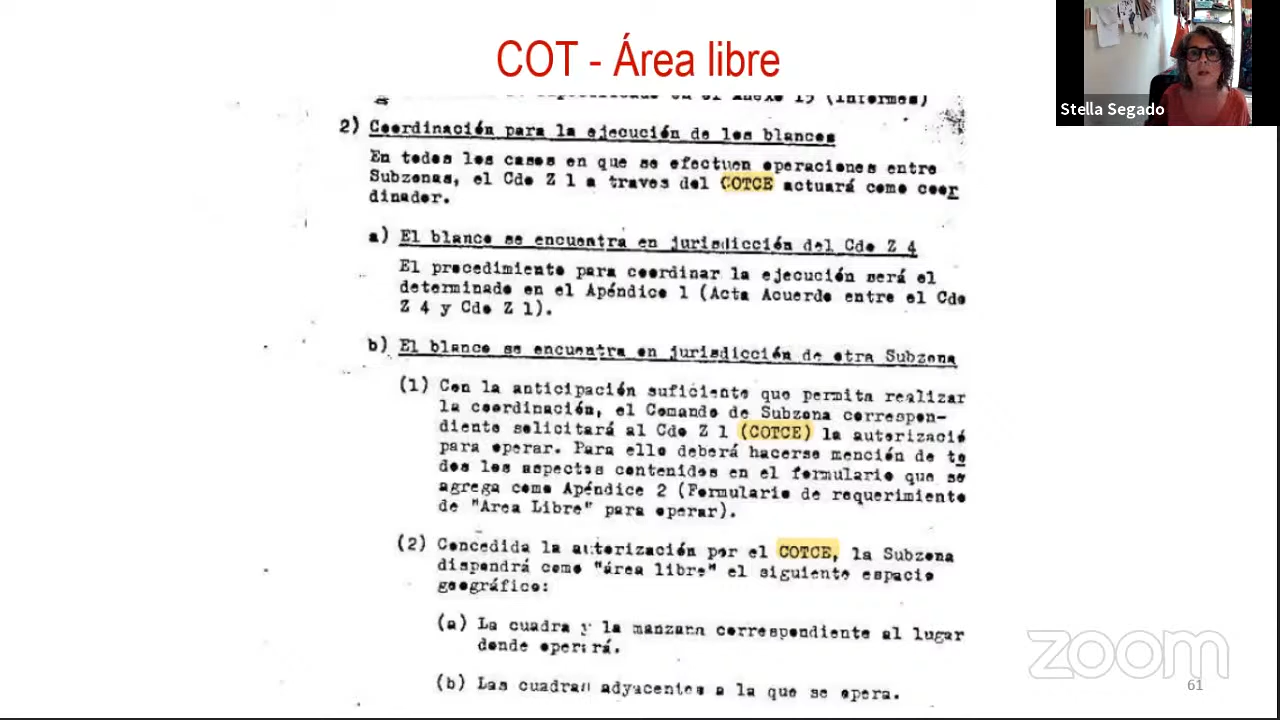 COT - Área libre
Stella Segado
en el Anexo 15 (Informes)
2) Coordinación para la ejecución de los blancos
En todos los casos en que se efectuen operaciones entre
Subzonas, el Cdo Z 1 a traves del COTCE actuará como coor
dinador.
a) El blanco se encuentra en jurisdicción del Cdo Z 4
El procedimiento para coordinar la ejecución será el
determinado en el Apéndice 1 (Acta Acuerdo entre el Cdo
Z 4 y Cdo Z 1).
b) El blanco se encuentra en jurisdicción de otra Subzona
(1) Con la anticipación suficiente que permita realizar
la coordinación, el Comando de Subzona correspon-
diente solicitará al Cdo Z 1 (COTCE) la autorizació
para operar. Para ello deberá hacerse mención de to
dos los aspectos contenidos en el formulario que se
agrega como Apéndice 2 (Formulario de requerimiento
de "Area Libre" para operar).
(2) Concedida la autorización por el COTCE, la Subzona
dispondrá como "área libre" el siguiente espacio
geográfico:
(a) La cuadra y la manzana correspondiente al lugar
donde operará.
(b) Las cuadras adyacentes a la que se opera.
zoom
61